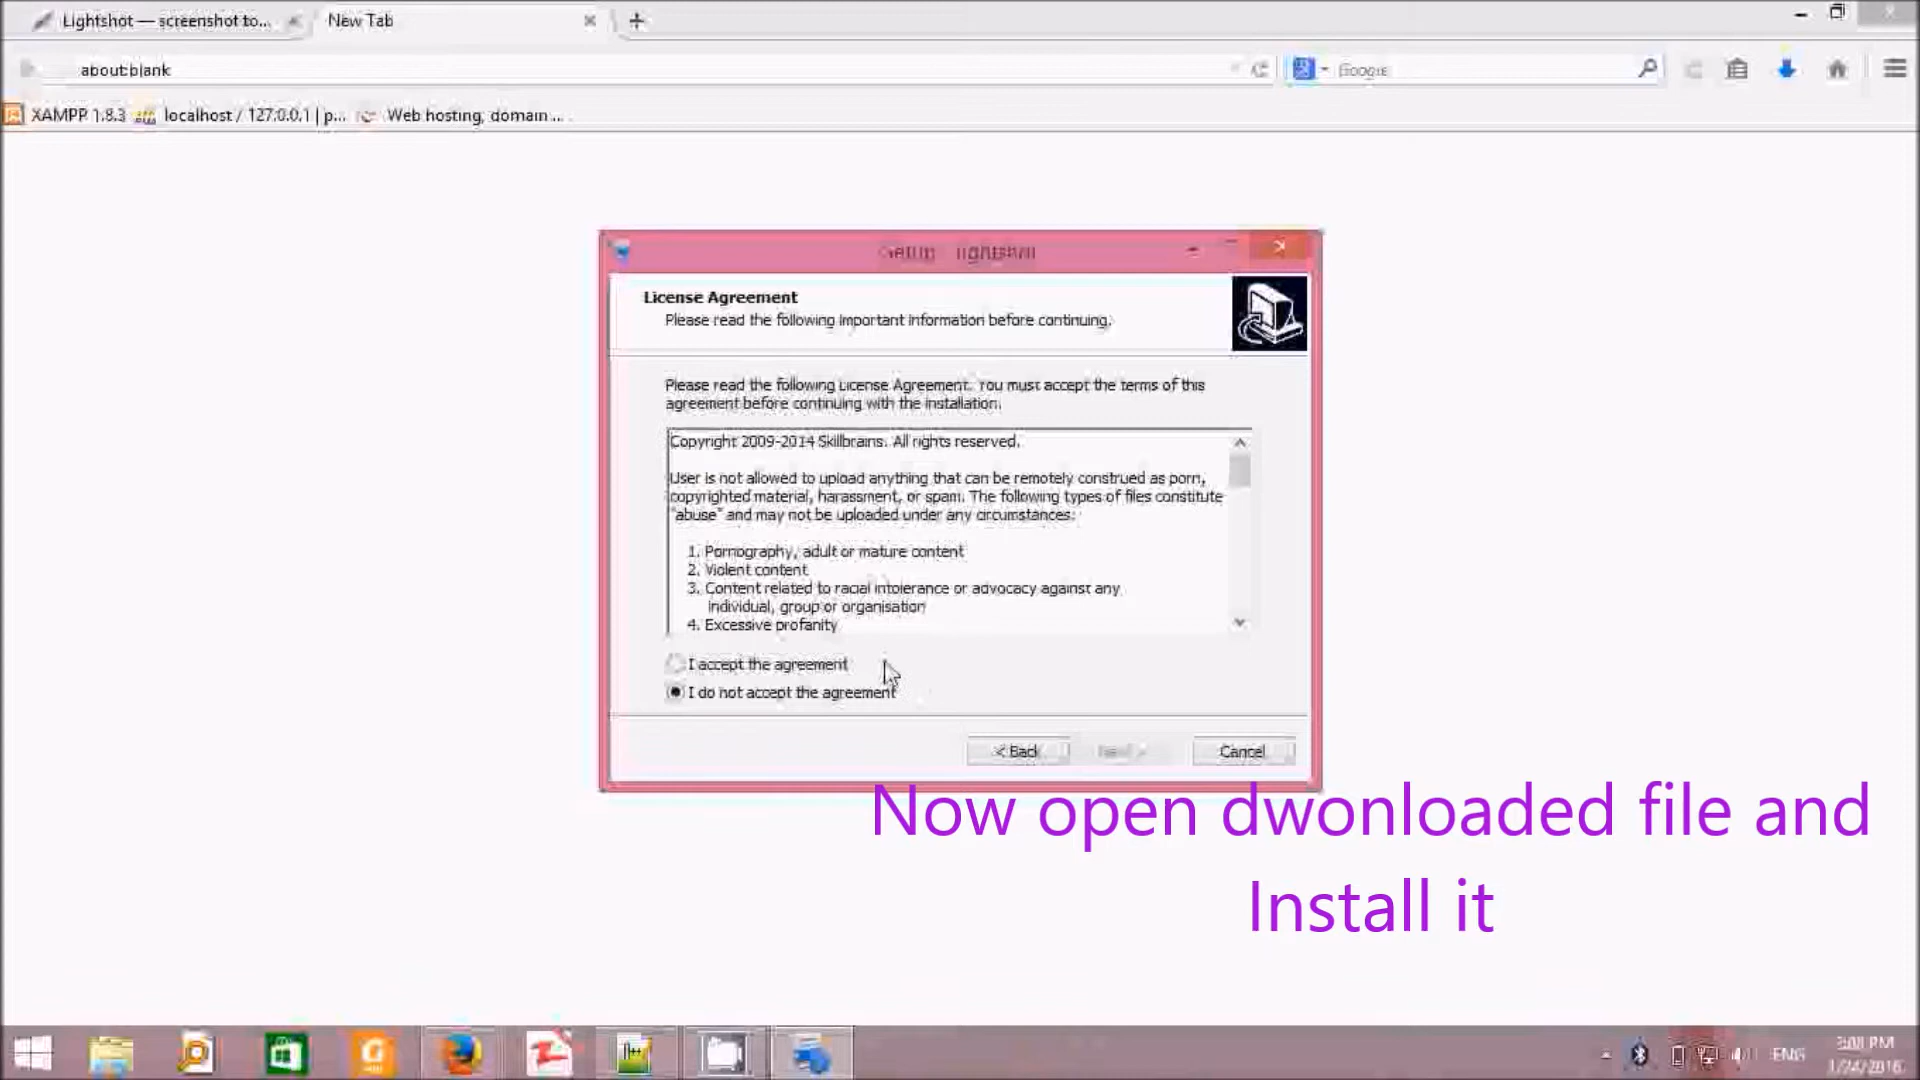 Lightshot — screenshot to...
New Tab
about:blank
Google
XAMPP 1.8.3
localhost / 127.0.0.1 | p...
Web hosting, domain ...
Setup - Lightshot
License Agreement
Please read the following important information before continuing.
Please read the following License Agreement. You must accept the terms of this
agreement before continuing with the installation.
Copyright 2009-2014 Skillbrains. All rights reserved.
User is not allowed to upload anything that can be remotely construed as porn,
copyrighted material, harassment, or spam. The following types of files constitute
"abuse" and may not be uploaded under any circumstances:
1. Pornography, adult or mature content
2. Violent content
3. Content related to racial intolerance or advocacy against any
individual, group or organisation
4. Excessive profanity
I accept the agreement
I do not accept the agreement
< Back
Next >
Cancel
Now open dwonloaded file and
Install it
ENG